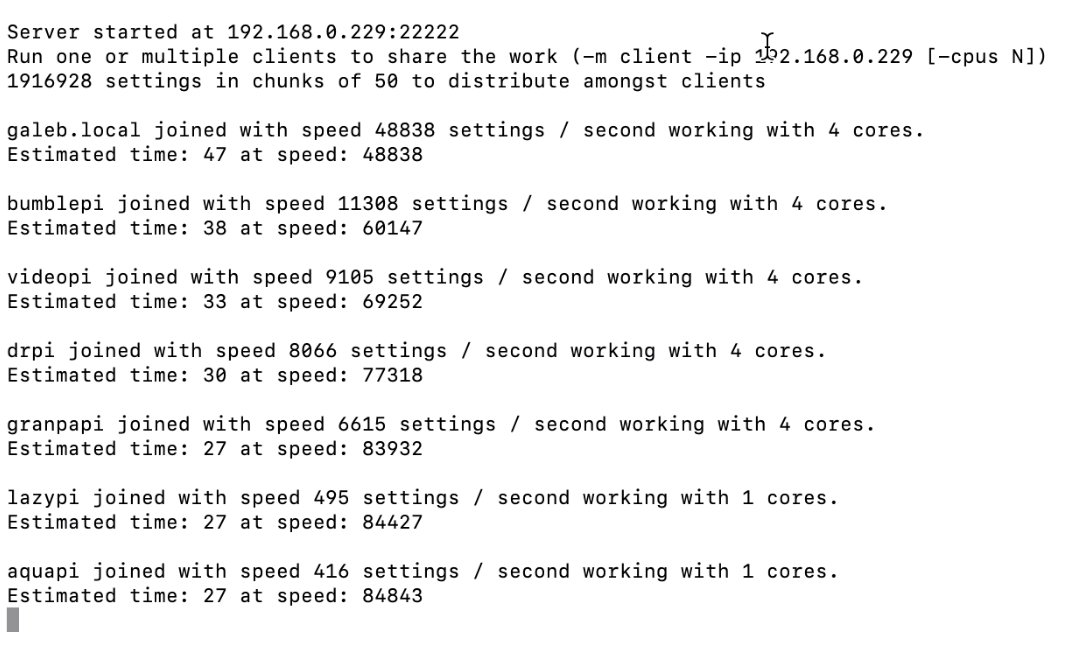 Server started at 192.168.0.229:22222
Run one or multiple clients to share the work (-m client -ip 192.168.0.229 [-cpus N])
1916928 settings in chunks of 50 to distribute amongst clients
galeb.local joined with speed 48838 settings / second working with 4 cores.
Estimated time: 47 at speed: 48838
bumblepi joined with speed 11308 settings / second working with 4 cores.
Estimated time: 38 at speed: 60147
videopi joined with speed 9105 settings / second working with 4 cores.
Estimated time: 33 at speed: 69252
drpi joined with speed 8066 settings / second working with 4 cores.
Estimated time: 30 at speed: 77318
granpapi joined with speed 6615 settings / second working with 4 cores.
Estimated time: 27 at speed: 83932
lazypi joined with speed 495 settings / second working with 1 cores.
Estimated time: 27 at speed: 84427
aquapi joined with speed 416 settings / second working with 1 cores.
Estimated time: 27 at speed: 84843